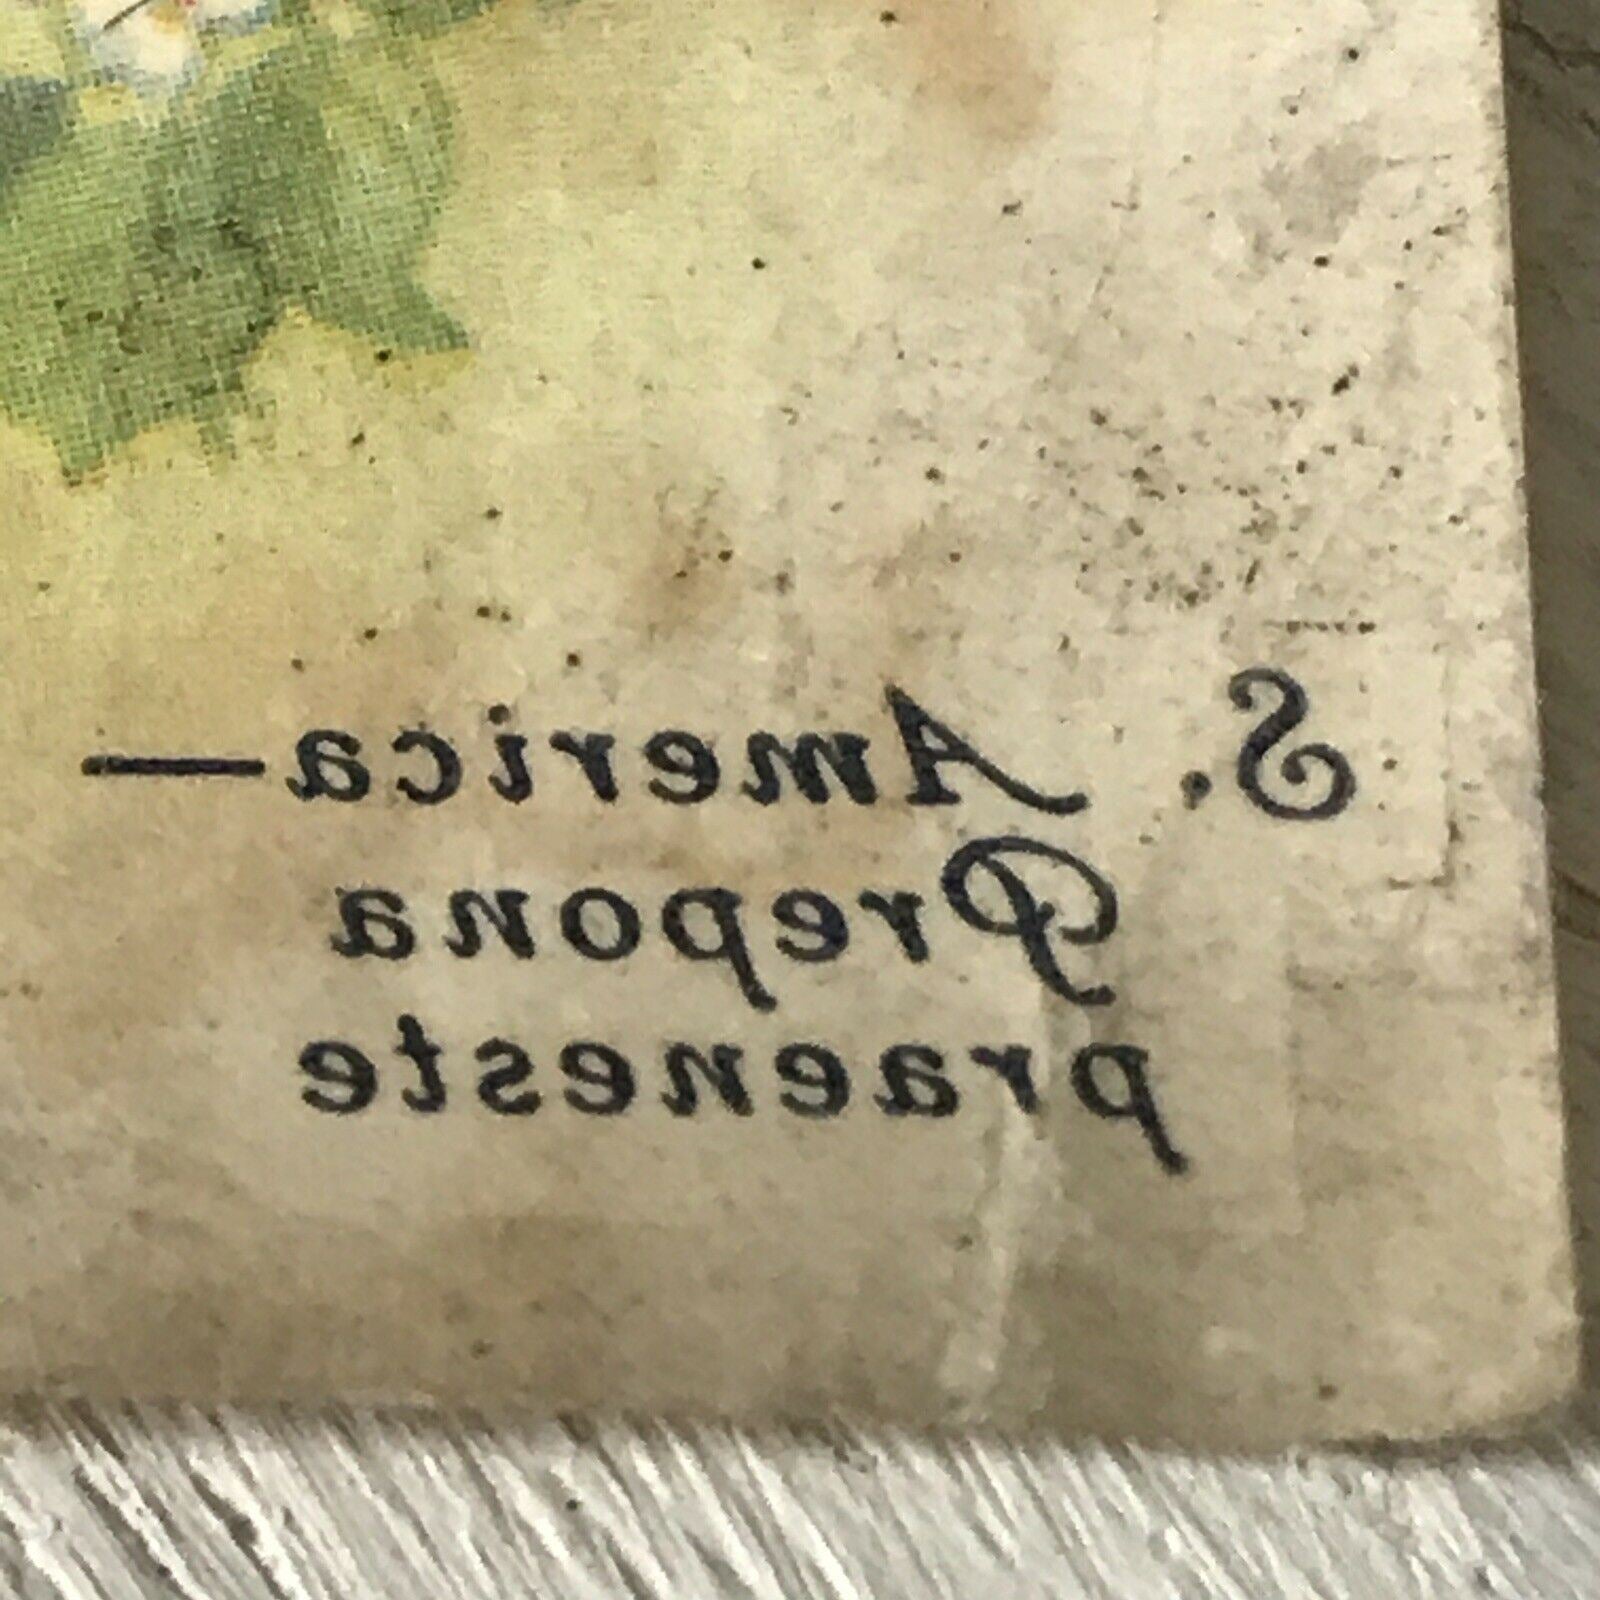 S. America—
Prepona
praeneste